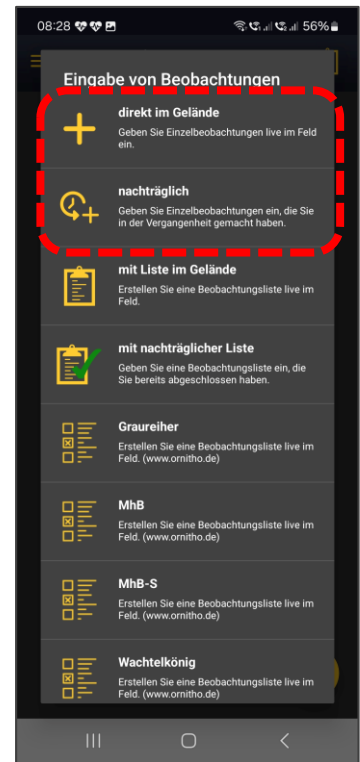 08:28 56%
Eingabe von Beobachtungen
direkt im Gelände
Geben Sie Einzelbeobachtungen live im Feld
ein.
nachträglich
Geben Sie Einzelbeobachtungen ein, die Sie
in der Vergangenheit gemacht haben.
mit Liste im Gelände
Erstellen Sie eine Beobachtungsliste live im
Feld.
mit nachträglicher Liste
Geben Sie eine Beobachtungsliste ein, die
Sie bereits abgeschlossen haben.
Graureiher
Erstellen Sie eine Beobachtungsliste live im
Feld. (www.ornitho.de)
MhB
Erstellen Sie eine Beobachtungsliste live im
Feld. (www.ornitho.de)
MhB-S
Erstellen Sie eine Beobachtungsliste live im
Feld. (www.ornitho.de)
Wachtelkönig
Erstellen Sie eine Beobachtungsliste live im
Feld. (www.ornitho.de)